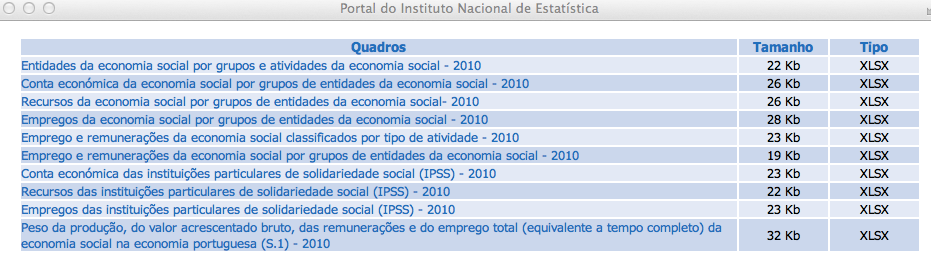 Portal do Instituto Nacional de Estatística
Quadros Tamanho Tipo
Entidades da economia social por grupos e atividades da economia social - 2010 22 Kb XLSX
Conta económica da economia social por grupos de entidades da economia social - 2010 26 Kb XLSX
Recursos da economia social por grupos de entidades da economia social- 2010 26 Kb XLSX
Empregos da economia social por grupos de entidades da economia social - 2010 28 Kb XLSX
Emprego e remunerações da economia social classificados por tipo de atividade - 2010 23 Kb XLSX
Emprego e remunerações da economia social por grupos de entidades da economia social - 2010 19 Kb XLSX
Conta económica das instituições particulares de solidariedade social (IPSS) - 2010 23 Kb XLSX
Recursos das instituições particulares de solidariedade social (IPSS) - 2010 22 Kb XLSX
Empregos das instituições particulares de solidariedade social (IPSS) - 2010 23 Kb XLSX
Peso da produção, do valor acrescentado bruto, das remunerações e do emprego total (equivalente a tempo completo) da
economia social na economia portuguesa (S.1) - 2010 32 Kb XLSX